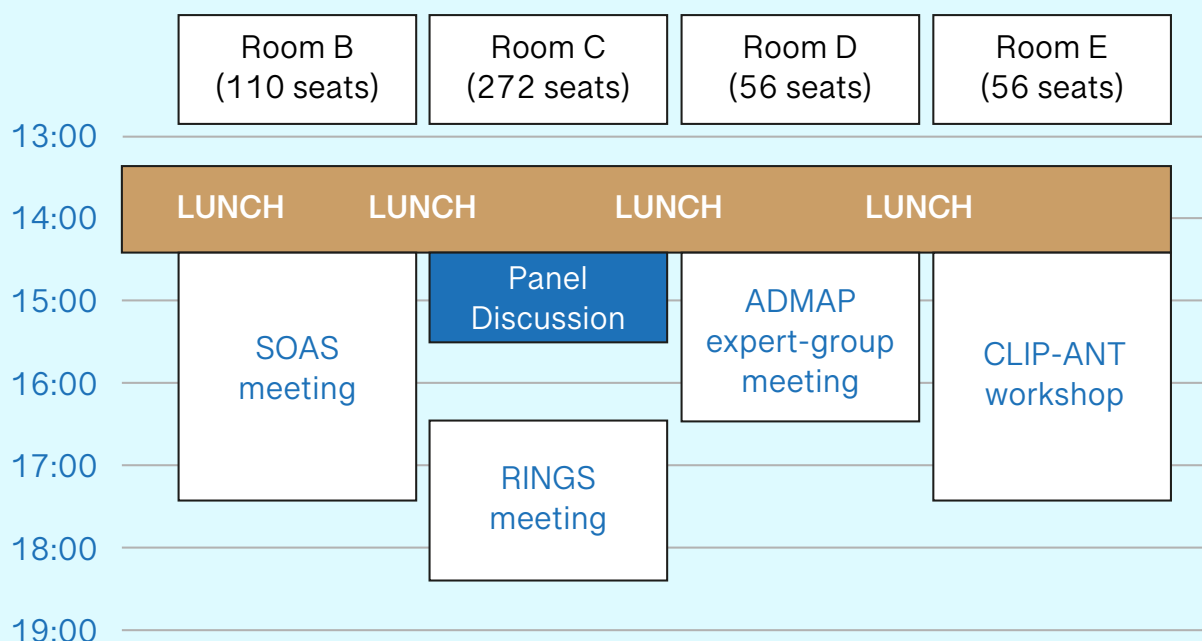 Room B
(110 seats)
Room C
(272 seats)
Room D
(56 seats)
Room E
(56 seats)
13:00
LUNCH LUNCH LUNCH LUNCH
14:00
Panel
Discussion
15:00
ADMAP
expert-group
meeting
SOAS
meeting
CLIP-ANT
workshop
16:00
17:00
RINGS
meeting
18:00
19:00